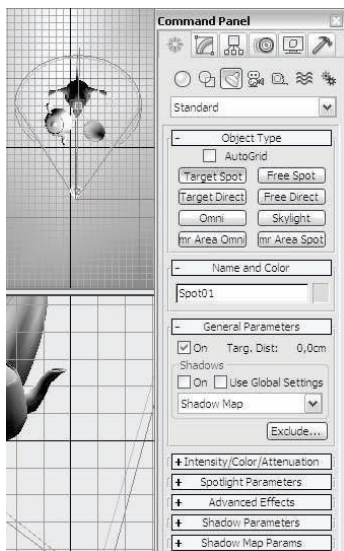 Command Panel
Standard
- Object Type
AutoGrid
Target Spot Free Spot
Target Direct Free Direct
Omni Skylight
mr Area Omni mr Area Spot
- Name and Color
Spot01
- General Parameters
On Targ. Dist: 0,0cm
Shadows
On Use Global Settings
Shadow Map
Exclude...
+ Intensity/Color/Attenuation
+ Spotlight Parameters
+ Advanced Effects
+ Shadow Parameters
+ Shadow Map Params